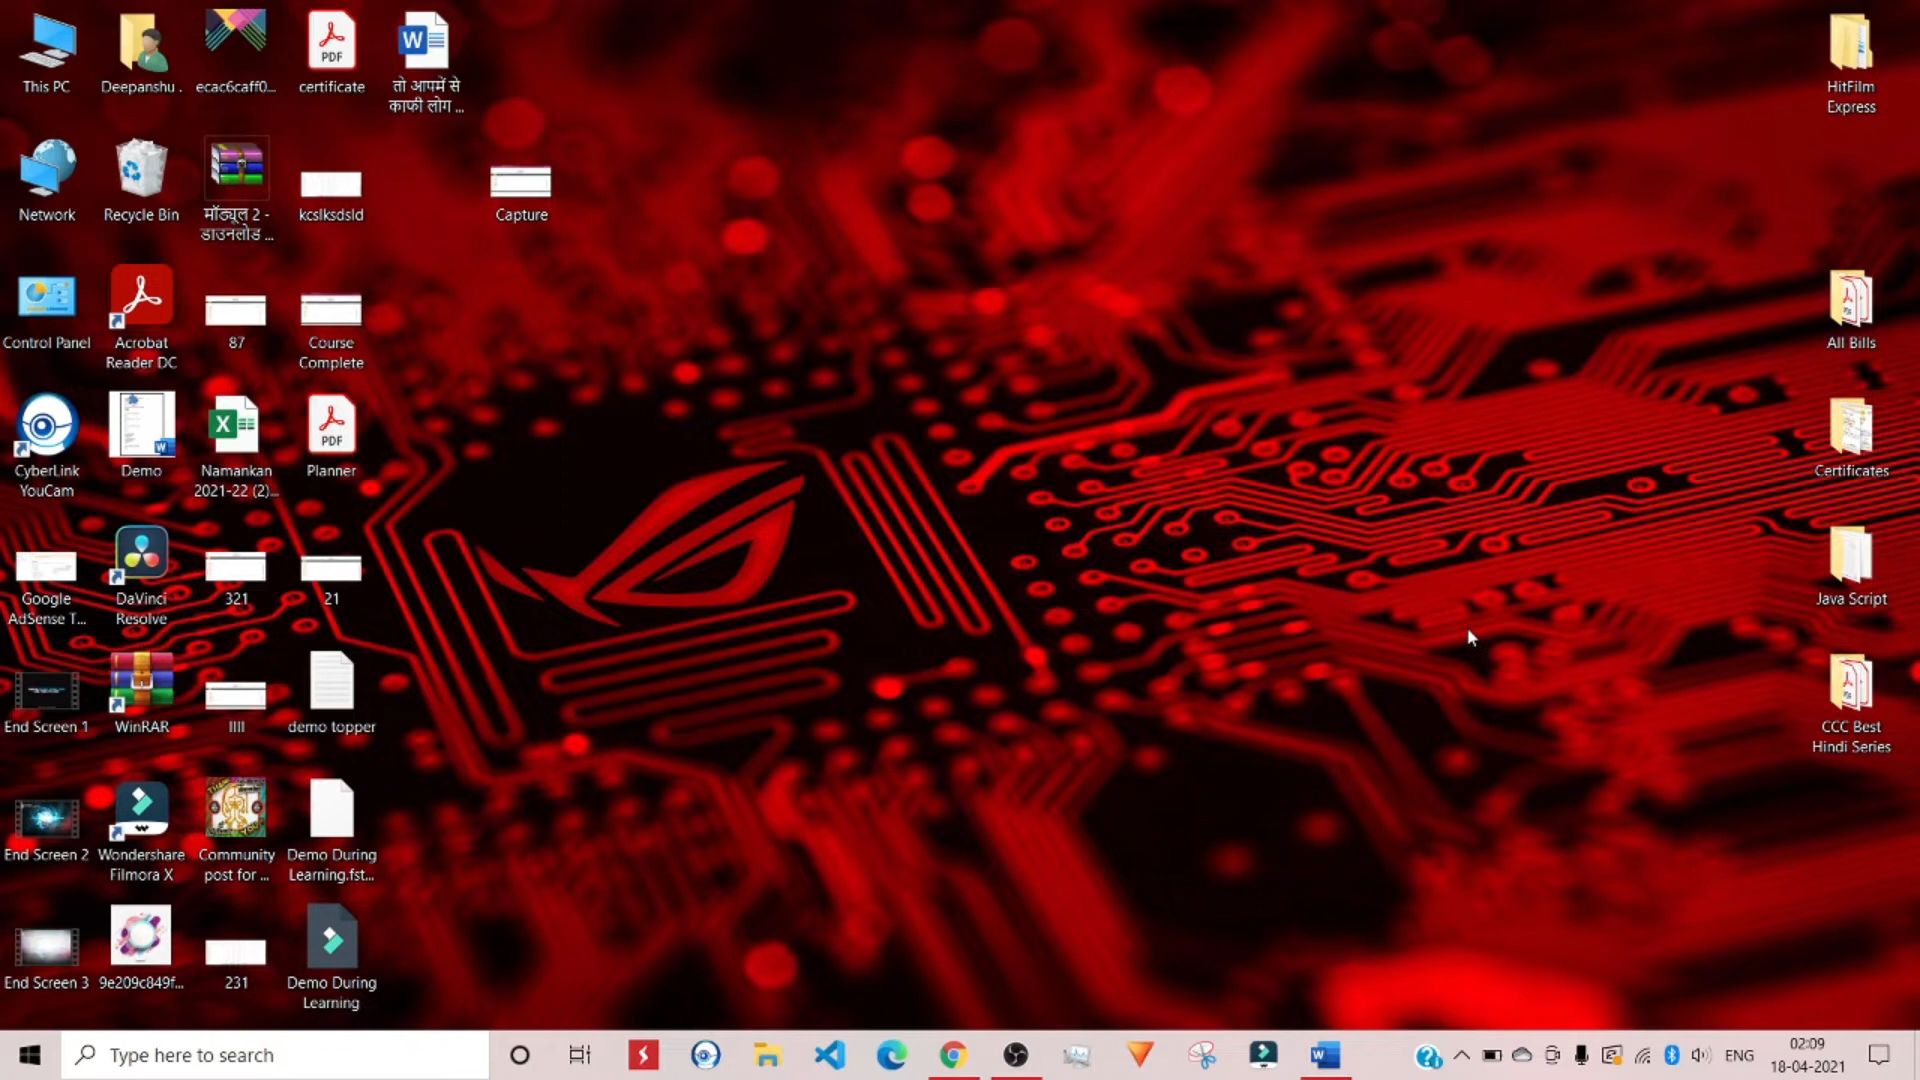 This PC
Deepanshu .
ecac6caff0...
certificate
PDF
W
तो आपमें से
काफी लोग ...
HitFilm
Express
Network
Recycle Bin
मॉड्यूल 2 -
डाउनलोड ...
kcslksdsld
Capture
Control Panel
Acrobat
Reader DC
87
Course
Complete
All Bills
CyberLink
YouCam
Demo
Namankan
2021-22 (2)...
PDF
Planner
Certificates
Google
AdSense T...
DaVinci
Resolve
321
21
Java Script
End Screen 1
WinRAR
llll
demo topper
CCC Best
Hindi Series
End Screen 2
Wondershare
Filmora X
Community
post for ...
Demo During
Learning.fst...
End Screen 3
9e209c849f...
231
Demo During
Learning
Type here to search
ENG
02:09
18-04-2021